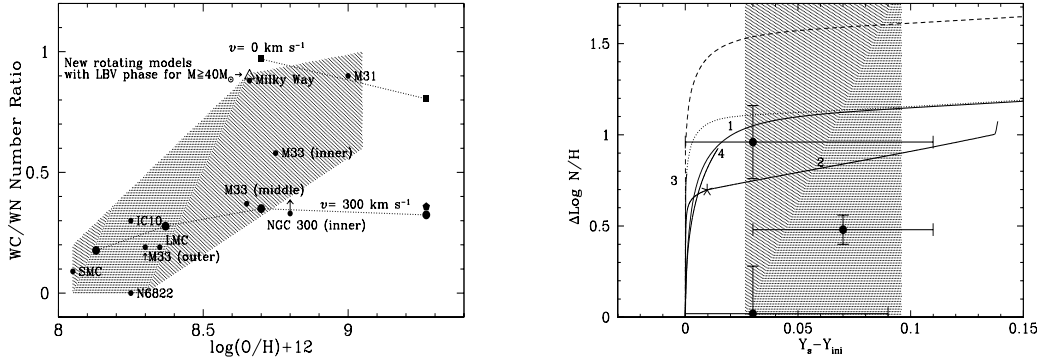 WC/WN Number Ratio
1
0.5
0
8
8.5
9
log(O/H)+12
υ= 0 km s⁻¹
New rotating models
with LBV phase for M≥40M⊙→
Milky Way
M31
M33 (inner)
M33 (middle)
υ= 300 km s⁻¹
NGC 300 (inner)
IC10
LMC
↑M33 (outer)
SMC
N6822
ΔLog N/H
1.5
1
0.5
0
0
0.05
0.1
0.15
Yₛ−Yᵢₙᵢ
1
4
2
3